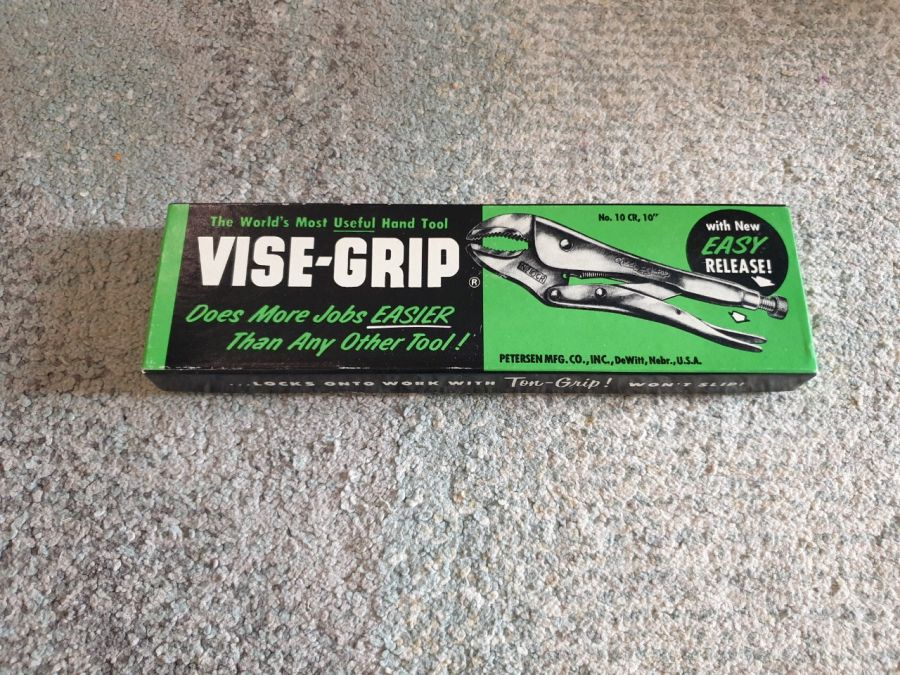 The World's Most Useful Hand Tool
VISE-GRIP®
Does More Jobs EASIER
Than Any Other Tool!
No. 10 CR, 10"
with New
EASY
RELEASE!
PETERSEN MFG. CO., INC., DeWitt, Nebr., U.S.A.
...LOCKS ONTO WORK WITH Ton-Grip! WON'T SLIP!